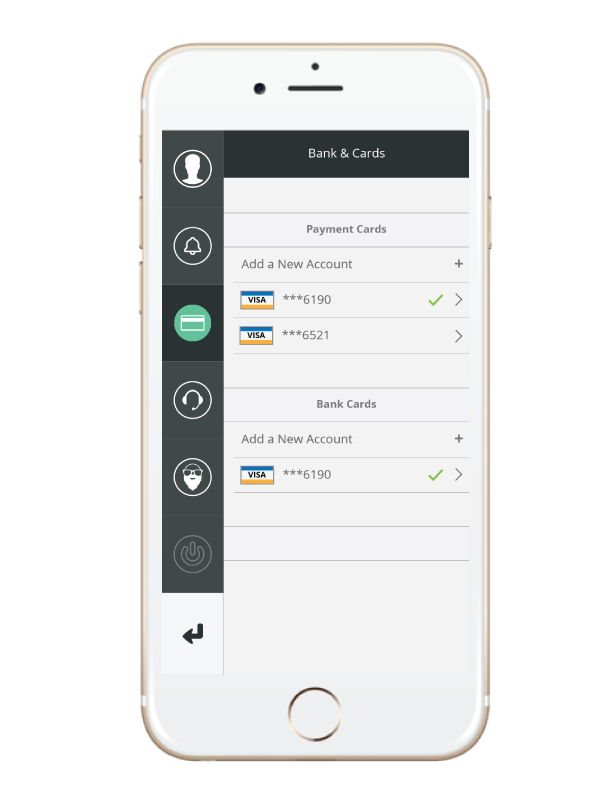 Bank & Cards
Payment Cards
Add a New Account +
VISA ***6190
VISA ***6521
Bank Cards
Add a New Account +
VISA ***6190